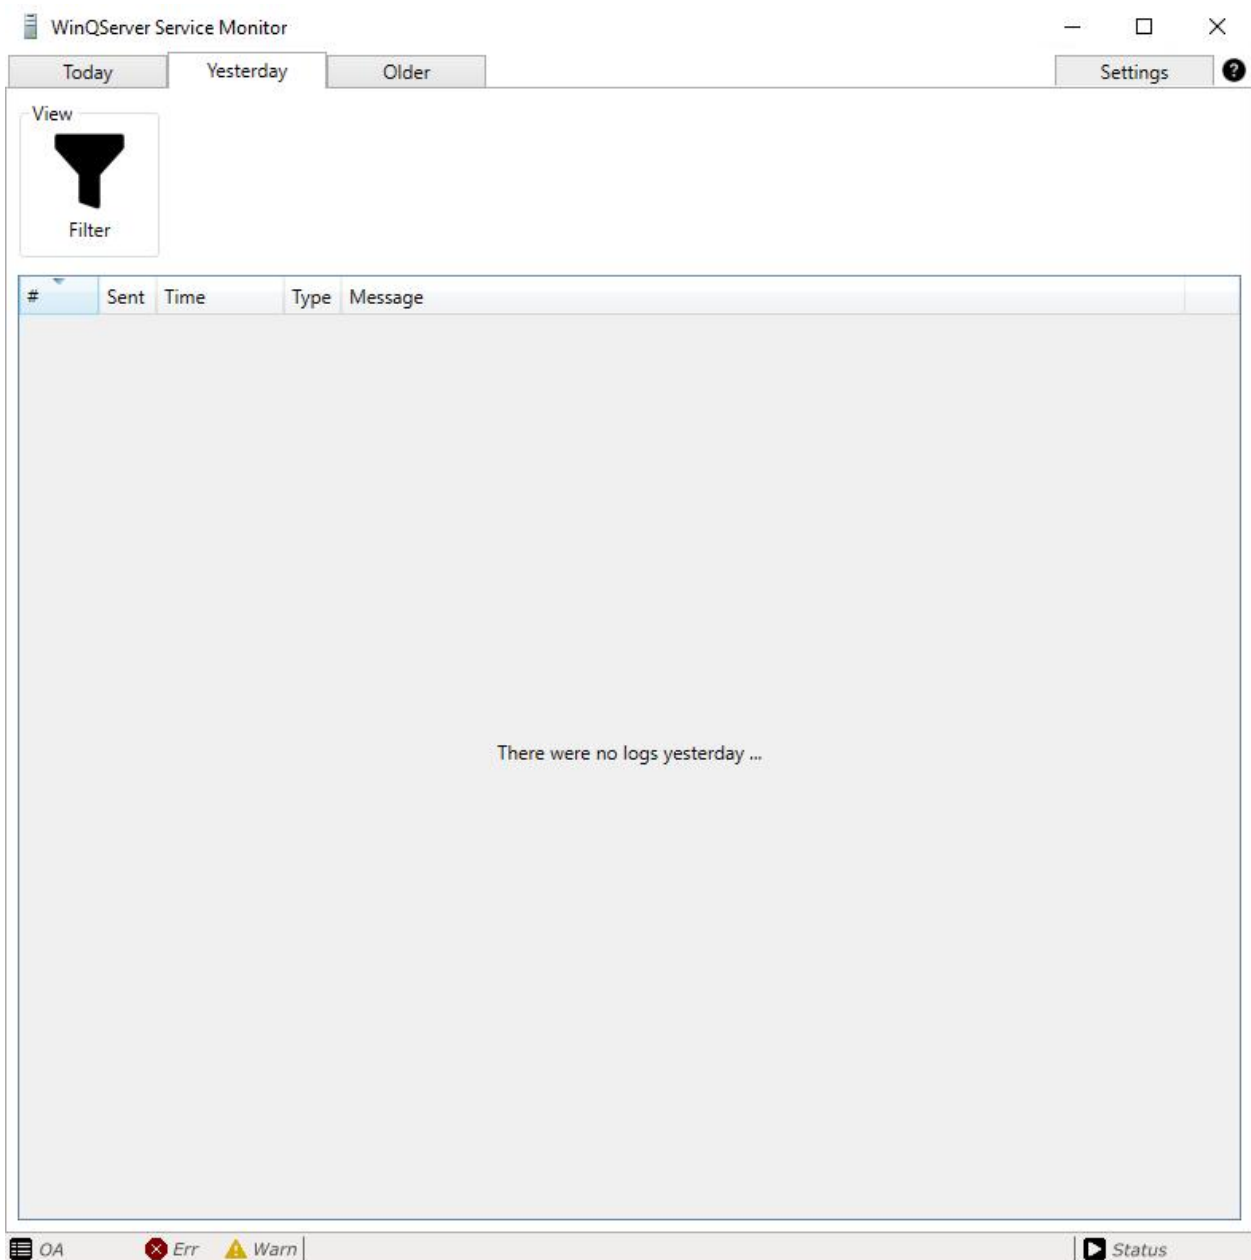 WinQServer Service Monitor
Today Yesterday Older Settings ?
View
Filter
# Sent Time Type Message
There were no logs yesterday ...
OA Err Warn Status